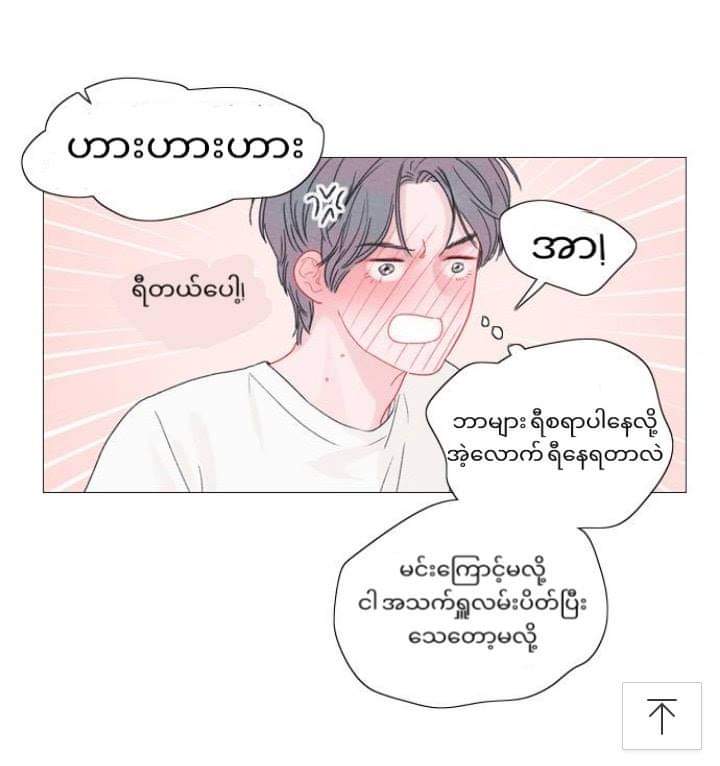 ဟားဟားဟား
အာ!
ရီတယ်ပေါ့!
ဘာများ ရီစရာပါနေလို့
အဲ့လောက် ရီနေရတာလဲ
မင်းကြောင့်မလို့
ငါ အသက်ရှူလမ်းပိတ်ပြီး
သေတော့မလို့